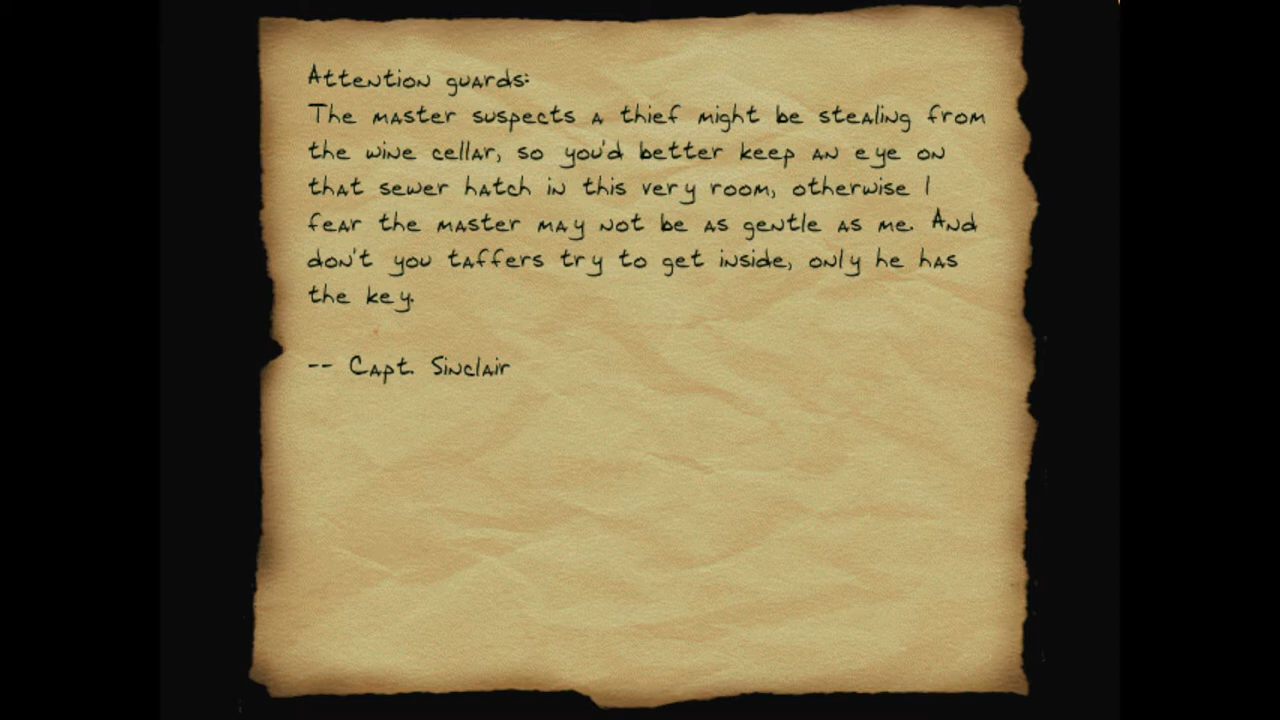 Attention guards:
The master suspects a thief might be stealing from
the wine cellar, so you'd better keep an eye on
that sewer hatch in this very room, otherwise I
fear the master may not be as gentle as me. And
don't you taffers try to get inside, only he has
the key.
-- Capt. Sinclair